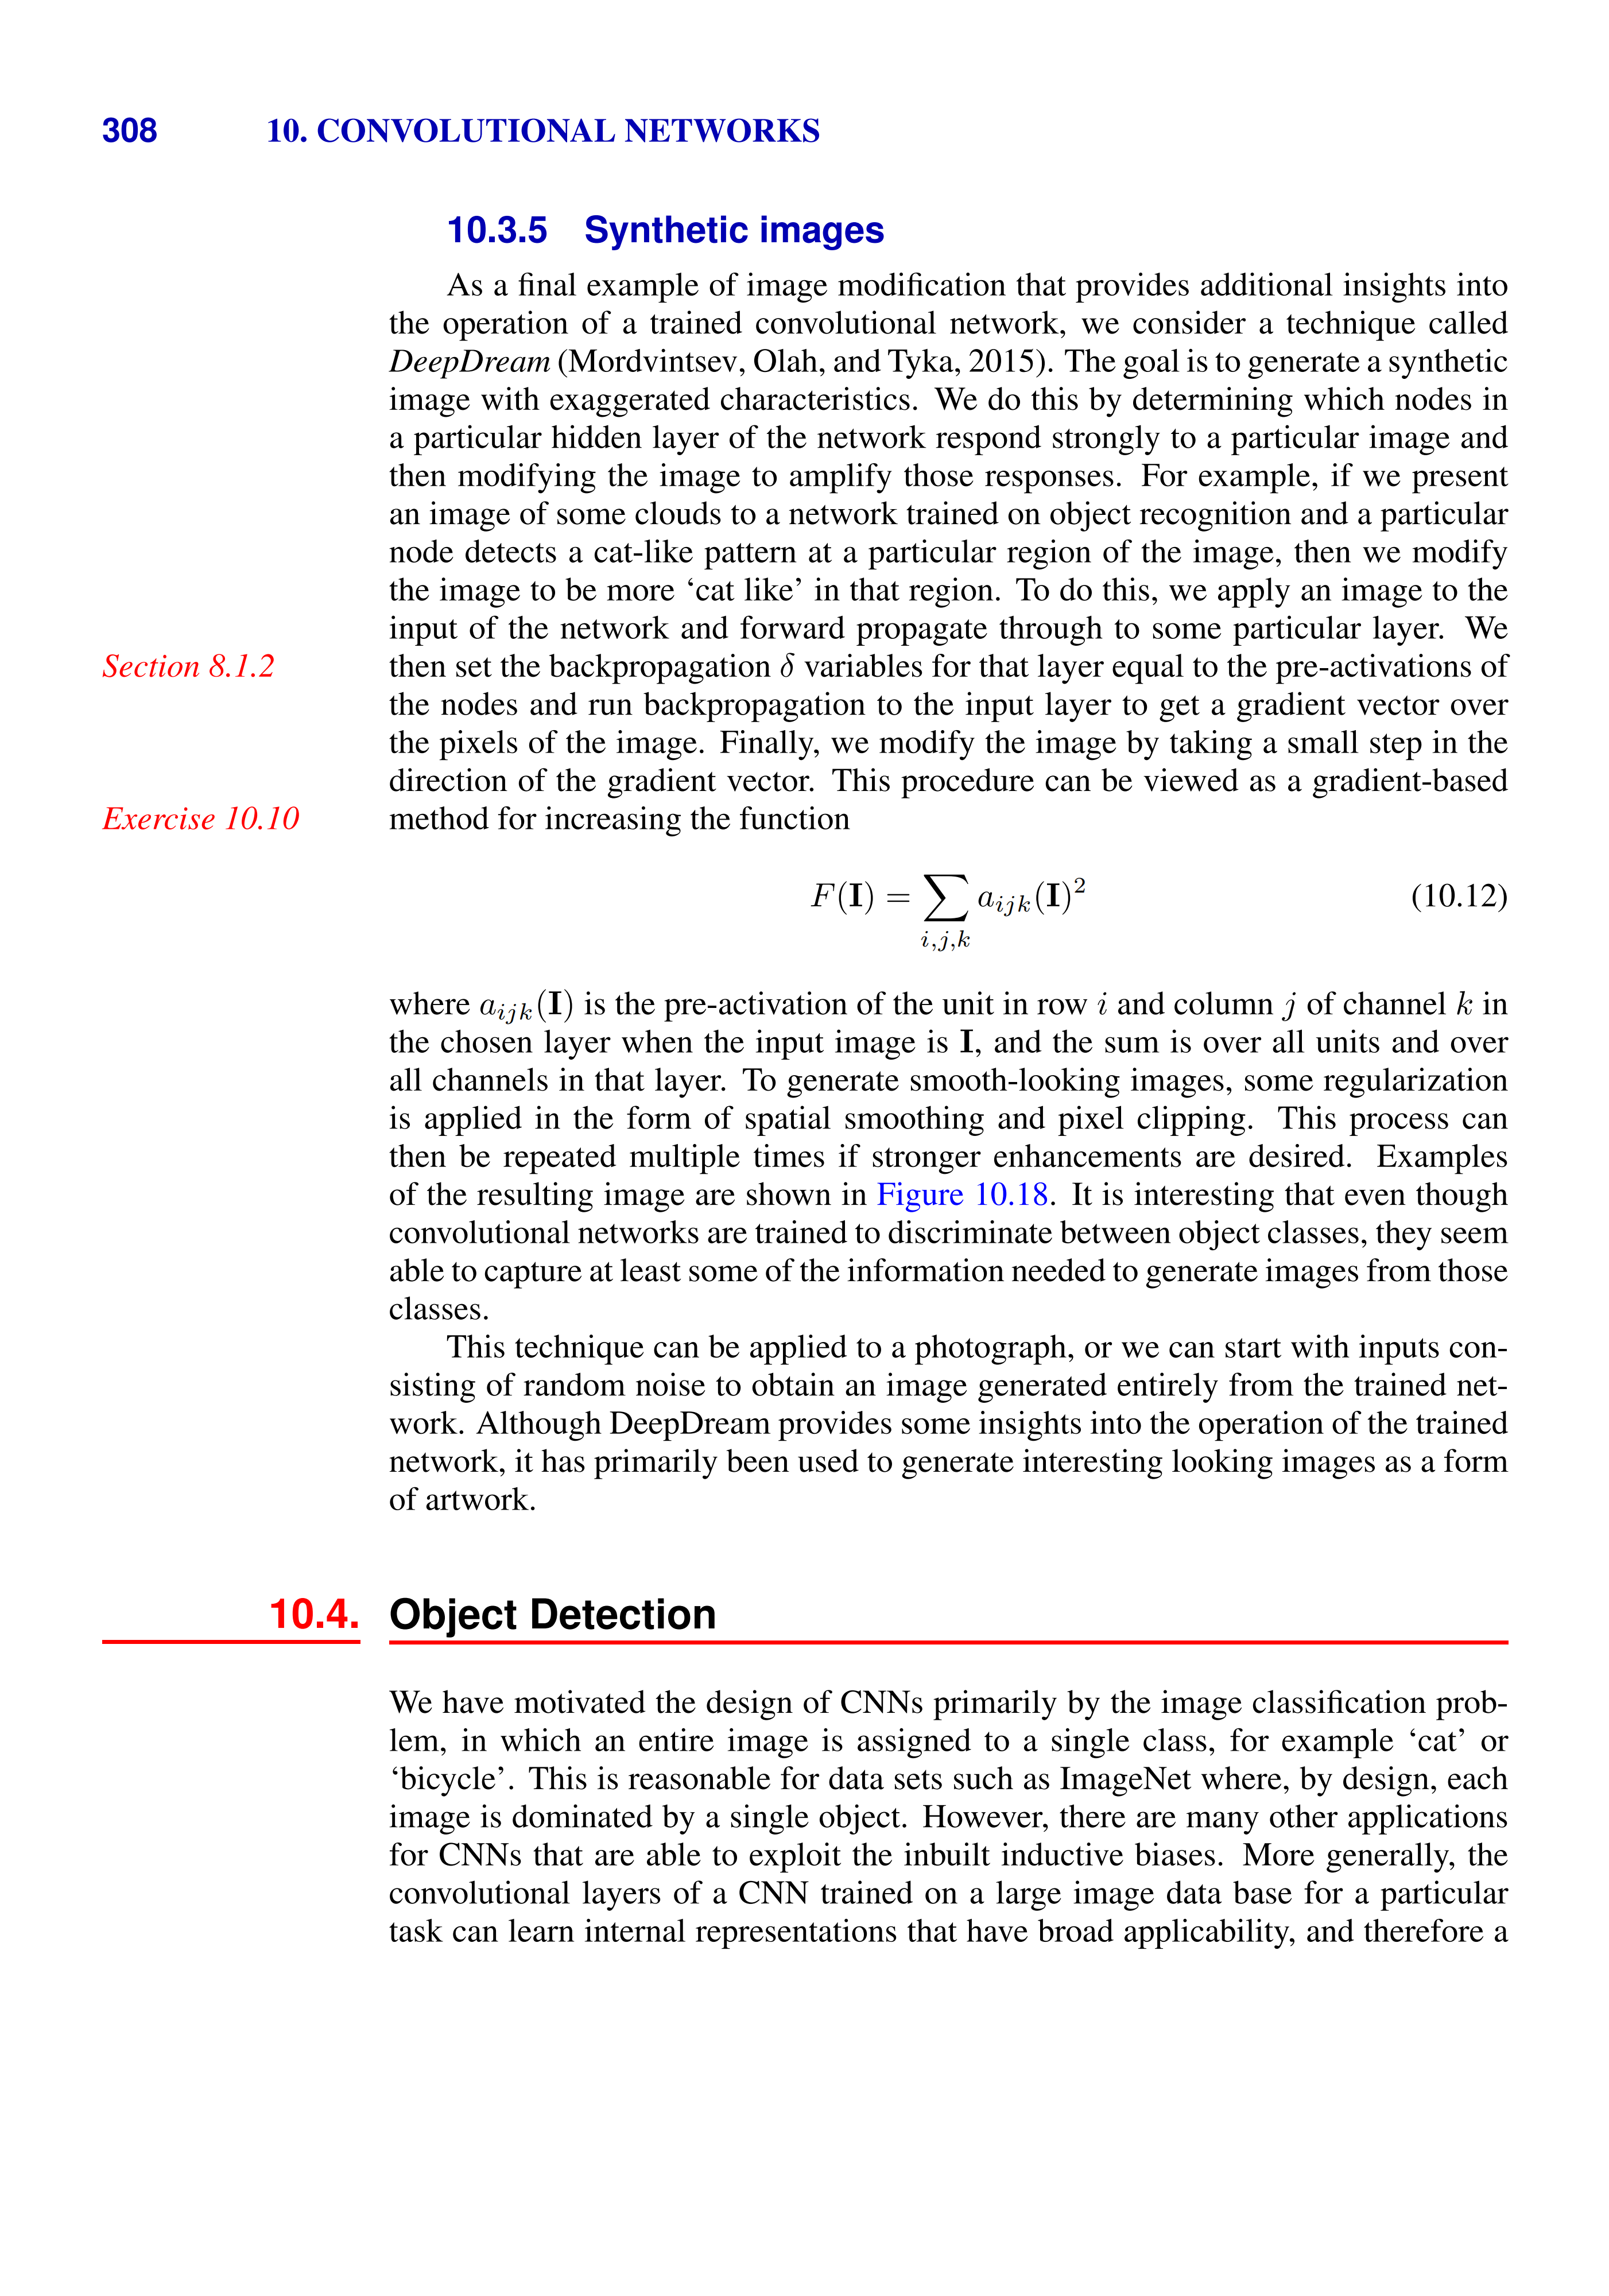 308 10. CONVOLUTIONAL NETWORKS
10.3.5 Synthetic images
As a final example of image modification that provides additional insights into
the operation of a trained convolutional network, we consider a technique called
DeepDream (Mordvintsev, Olah, and Tyka, 2015). The goal is to generate a synthetic
image with exaggerated characteristics. We do this by determining which nodes in
a particular hidden layer of the network respond strongly to a particular image and
then modifying the image to amplify those responses. For example, if we present
an image of some clouds to a network trained on object recognition and a particular
node detects a cat-like pattern at a particular region of the image, then we modify
the image to be more ‘cat like’ in that region. To do this, we apply an image to the
input of the network and forward propagate through to some particular layer. We
Section 8.1.2 then set the backpropagation δ variables for that layer equal to the pre-activations of
the nodes and run backpropagation to the input layer to get a gradient vector over
the pixels of the image. Finally, we modify the image by taking a small step in the
direction of the gradient vector. This procedure can be viewed as a gradient-based
Exercise 10.10 method for increasing the function
F(I) = ∑ a_{ijk}(I)² (10.12)
i,j,k
where a_{ijk}(I) is the pre-activation of the unit in row i and column j of channel k in
the chosen layer when the input image is I, and the sum is over all units and over
all channels in that layer. To generate smooth-looking images, some regularization
is applied in the form of spatial smoothing and pixel clipping. This process can
then be repeated multiple times if stronger enhancements are desired. Examples
of the resulting image are shown in Figure 10.18. It is interesting that even though
convolutional networks are trained to discriminate between object classes, they seem
able to capture at least some of the information needed to generate images from those
classes.
This technique can be applied to a photograph, or we can start with inputs con-
sisting of random noise to obtain an image generated entirely from the trained net-
work. Although DeepDream provides some insights into the operation of the trained
network, it has primarily been used to generate interesting looking images as a form
of artwork.
10.4. Object Detection
We have motivated the design of CNNs primarily by the image classification prob-
lem, in which an entire image is assigned to a single class, for example ‘cat’ or
‘bicycle’. This is reasonable for data sets such as ImageNet where, by design, each
image is dominated by a single object. However, there are many other applications
for CNNs that are able to exploit the inbuilt inductive biases. More generally, the
convolutional layers of a CNN trained on a large image data base for a particular
task can learn internal representations that have broad applicability, and therefore a